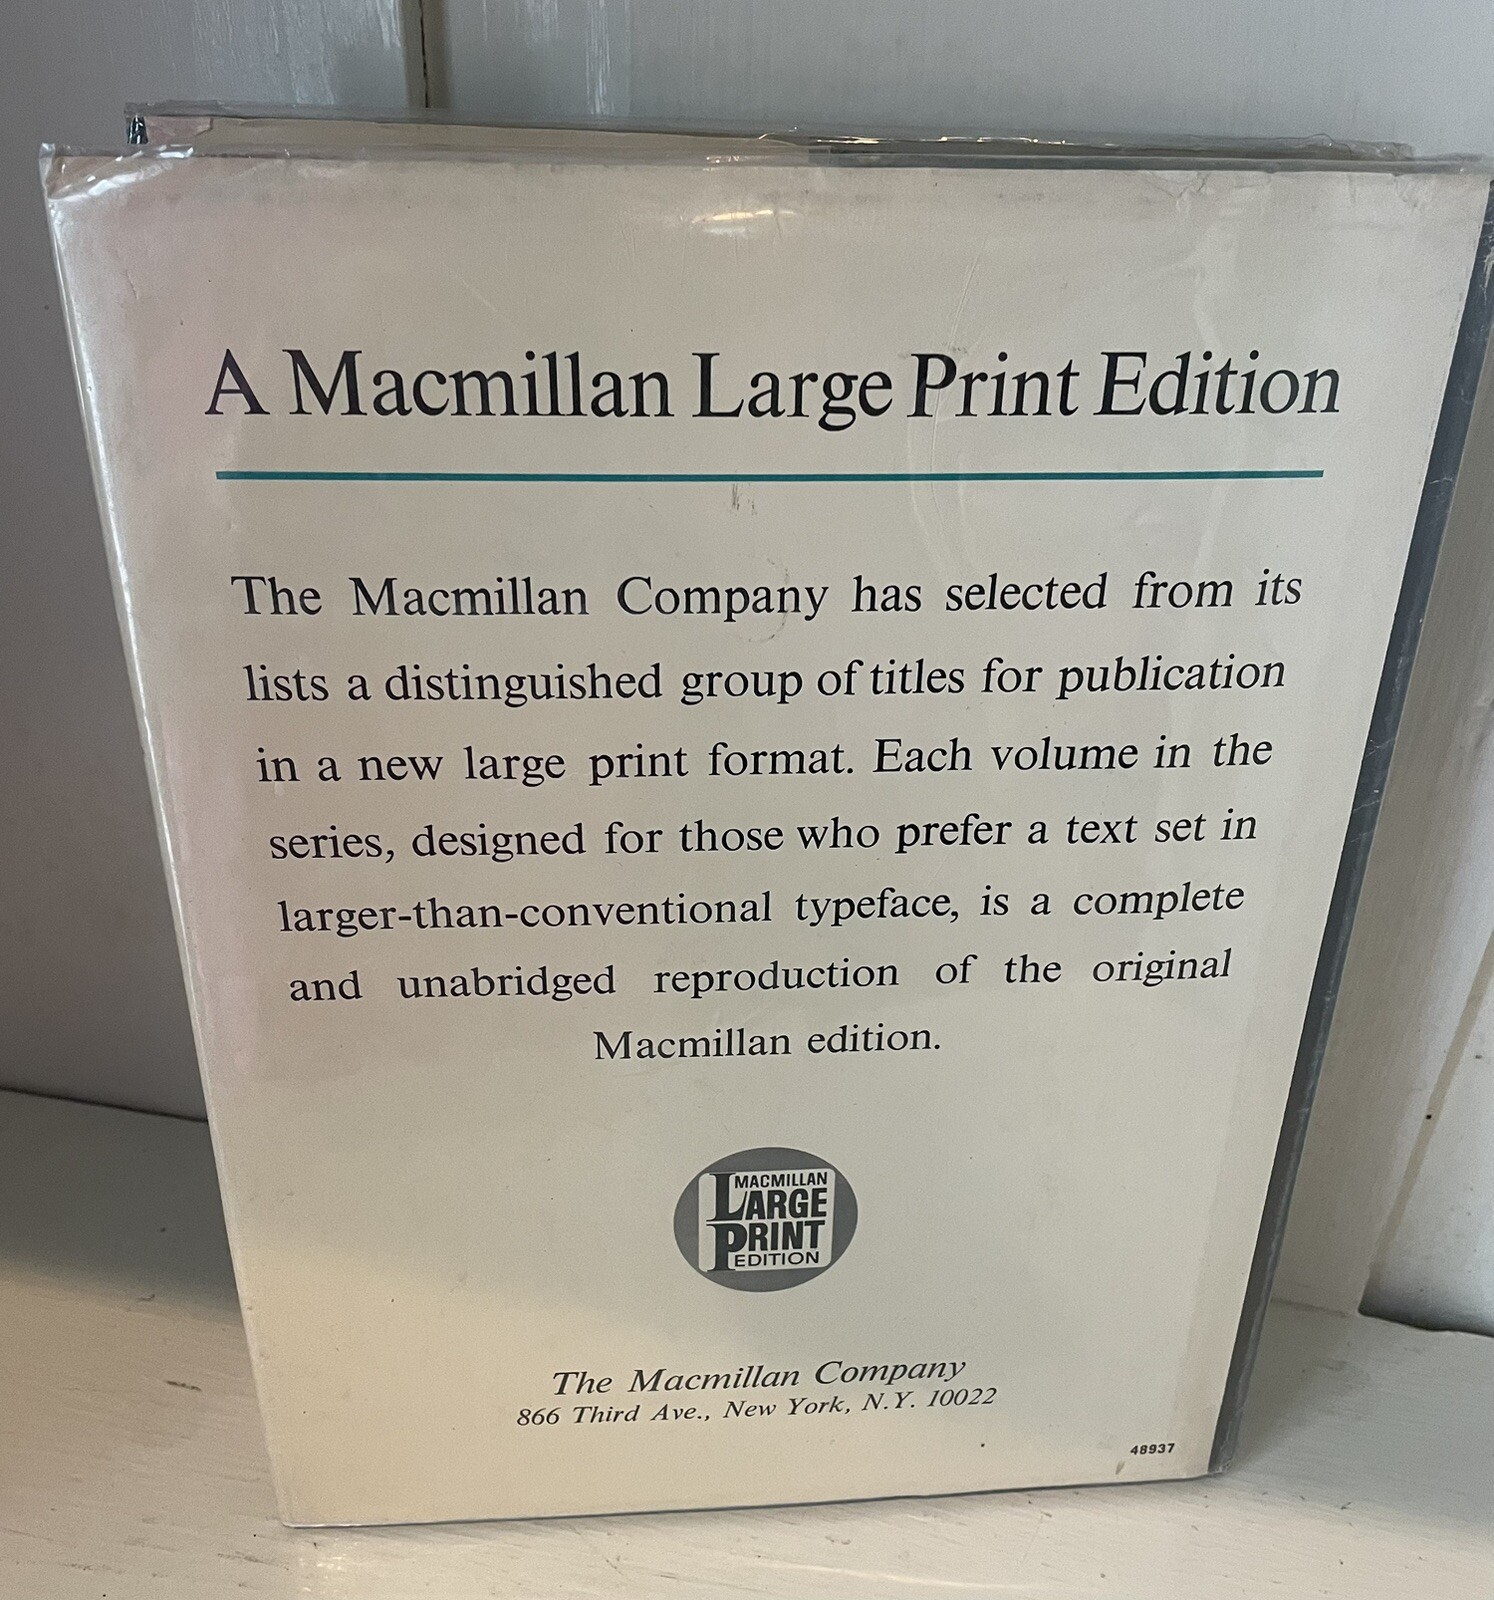 A Macmillan Large Print Edition
The Macmillan Company has selected from its
lists a distinguished group of titles for publication
in a new large print format. Each volume in the
series, designed for those who prefer a text set in
larger-than-conventional typeface, is a complete
and unabridged reproduction of the original
Macmillan edition.
MACMILLAN
LARGE
PRINT
EDITION
The Macmillan Company
866 Third Ave., New York, N.Y. 10022
48937